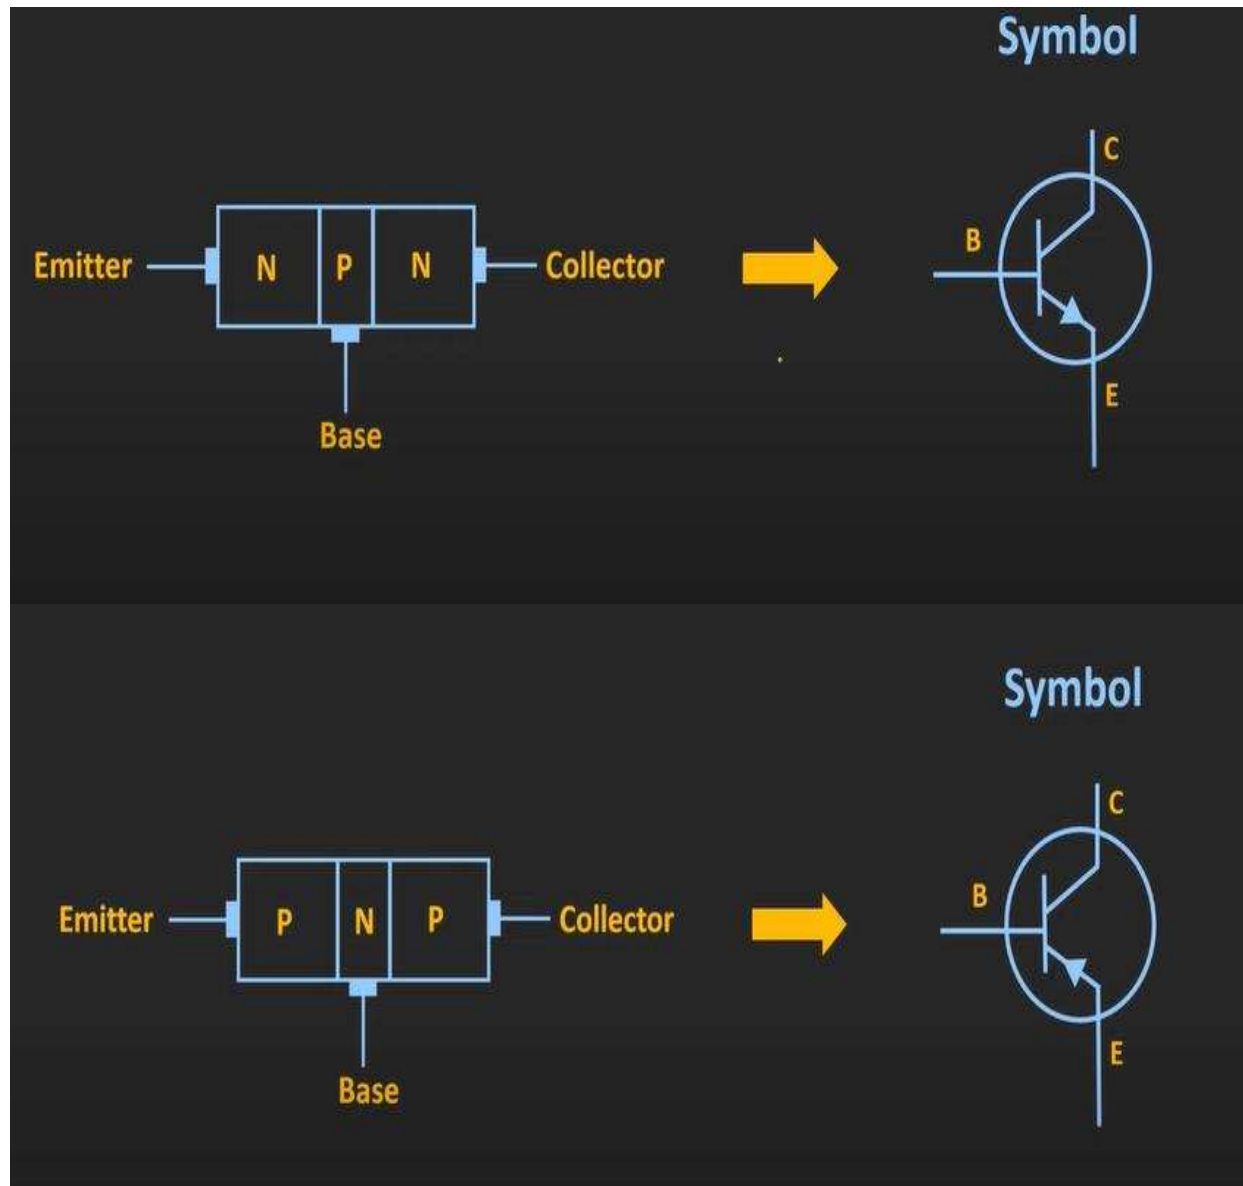 Symbol
C
B
Emitter N P N Collector
E
Base
Symbol
C
B
Emitter P N P Collector
E
Base